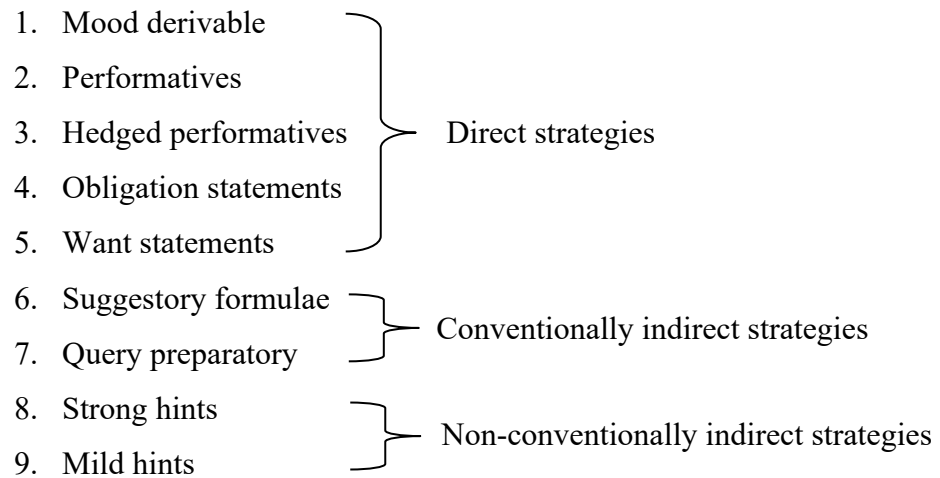 1. Mood derivable
2. Performatives
3. Hedged performatives
Direct strategies
4. Obligation statements
5. Want statements
6. Suggestory formulae
Conventionally indirect strategies
7. Query preparatory
8. Strong hints
Non-conventionally indirect strategies
9. Mild hints